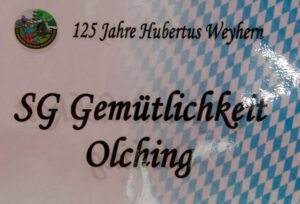 125 Jahre Hubertus Weyhern
SG Gemütlichkeit
Olching